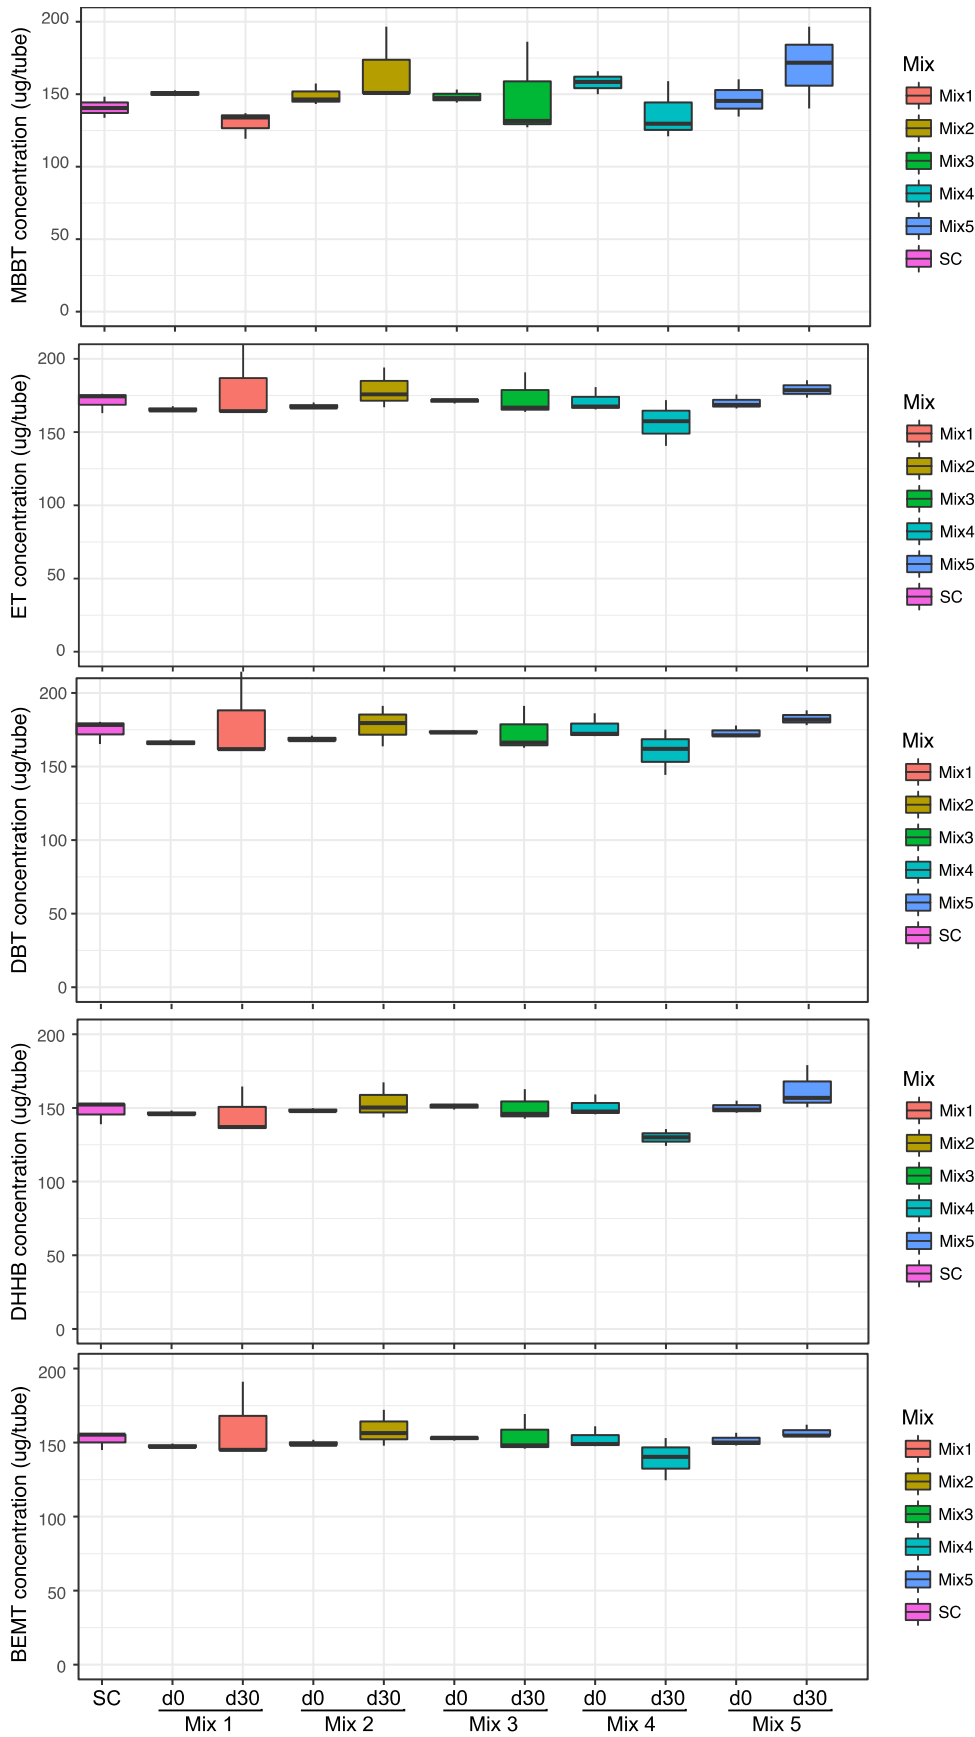 MBBT concentration (ug/tube)
200
150
100
50
0
Mix
Mix1
Mix2
Mix3
Mix4
Mix5
SC
ET concentration (ug/tube)
200
150
100
50
0
Mix
Mix1
Mix2
Mix3
Mix4
Mix5
SC
DBT concentration (ug/tube)
200
150
100
50
0
Mix
Mix1
Mix2
Mix3
Mix4
Mix5
SC
DHHB concentration (ug/tube)
200
150
100
50
0
Mix
Mix1
Mix2
Mix3
Mix4
Mix5
SC
BEMT concentration (ug/tube)
200
150
100
50
0
Mix
Mix1
Mix2
Mix3
Mix4
Mix5
SC
SC d0 d30 d0 d30 d0 d30 d0 d30 d0 d30
Mix 1 Mix 2 Mix 3 Mix 4 Mix 5